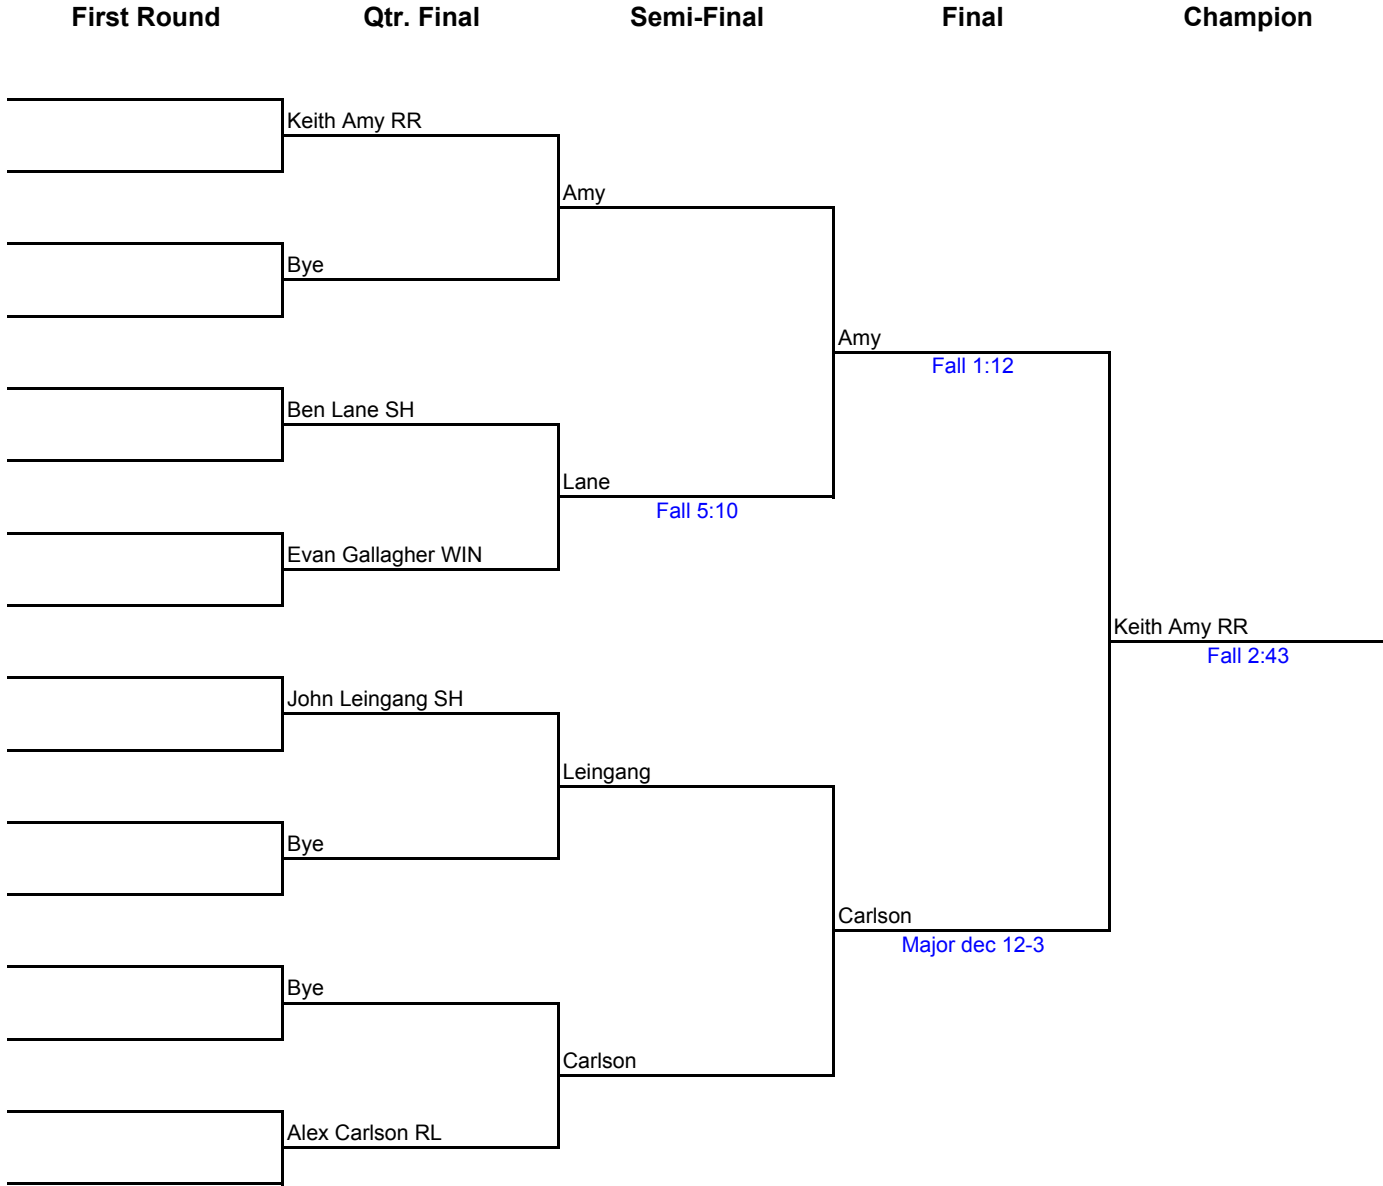 First Round Qtr. Final Semi-Final Final Champion
Keith Amy RR
Amy
Bye
Amy
Fall 1:12
Ben Lane SH
Lane
Fall 5:10
Evan Gallagher WIN
Keith Amy RR
Fall 2:43
John Leingang SH
Leingang
Bye
Carlson
Major dec 12-3
Bye
Carlson
Alex Carlson RL